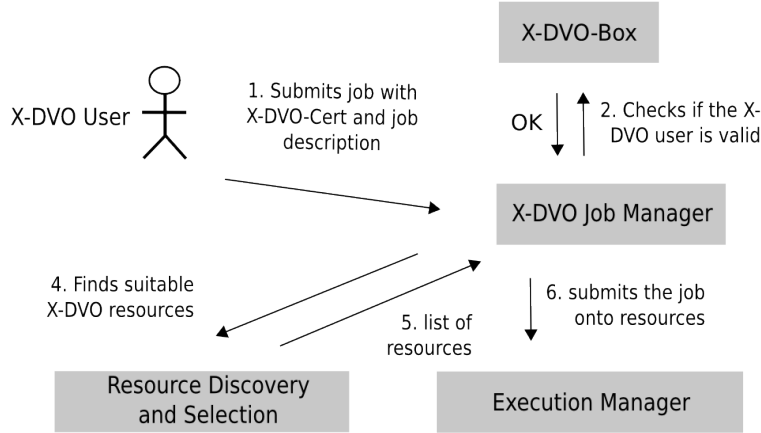 X-DVO-Box
X-DVO User
1. Submits job with
X-DVO-Cert and job
description
OK
2. Checks if the X-
DVO user is valid
X-DVO Job Manager
4. Finds suitable
X-DVO resources
5. list of
resources
6. submits the job
onto resources
Resource Discovery
and Selection
Execution Manager